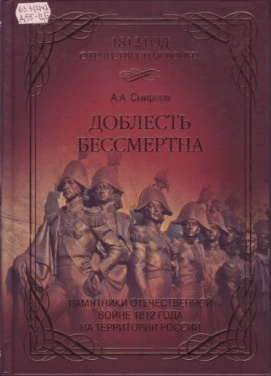 1812 ГОД
А.А. Смирнов
ДОБЛЕСТЬ
БЕССМЕРТНА
ПАМЯТНИКИ ОТЕЧЕСТВЕННОЙ
ВОЙНЕ 1812 ГОДА
НА ТЕРРИТОРИИ РОССИИ